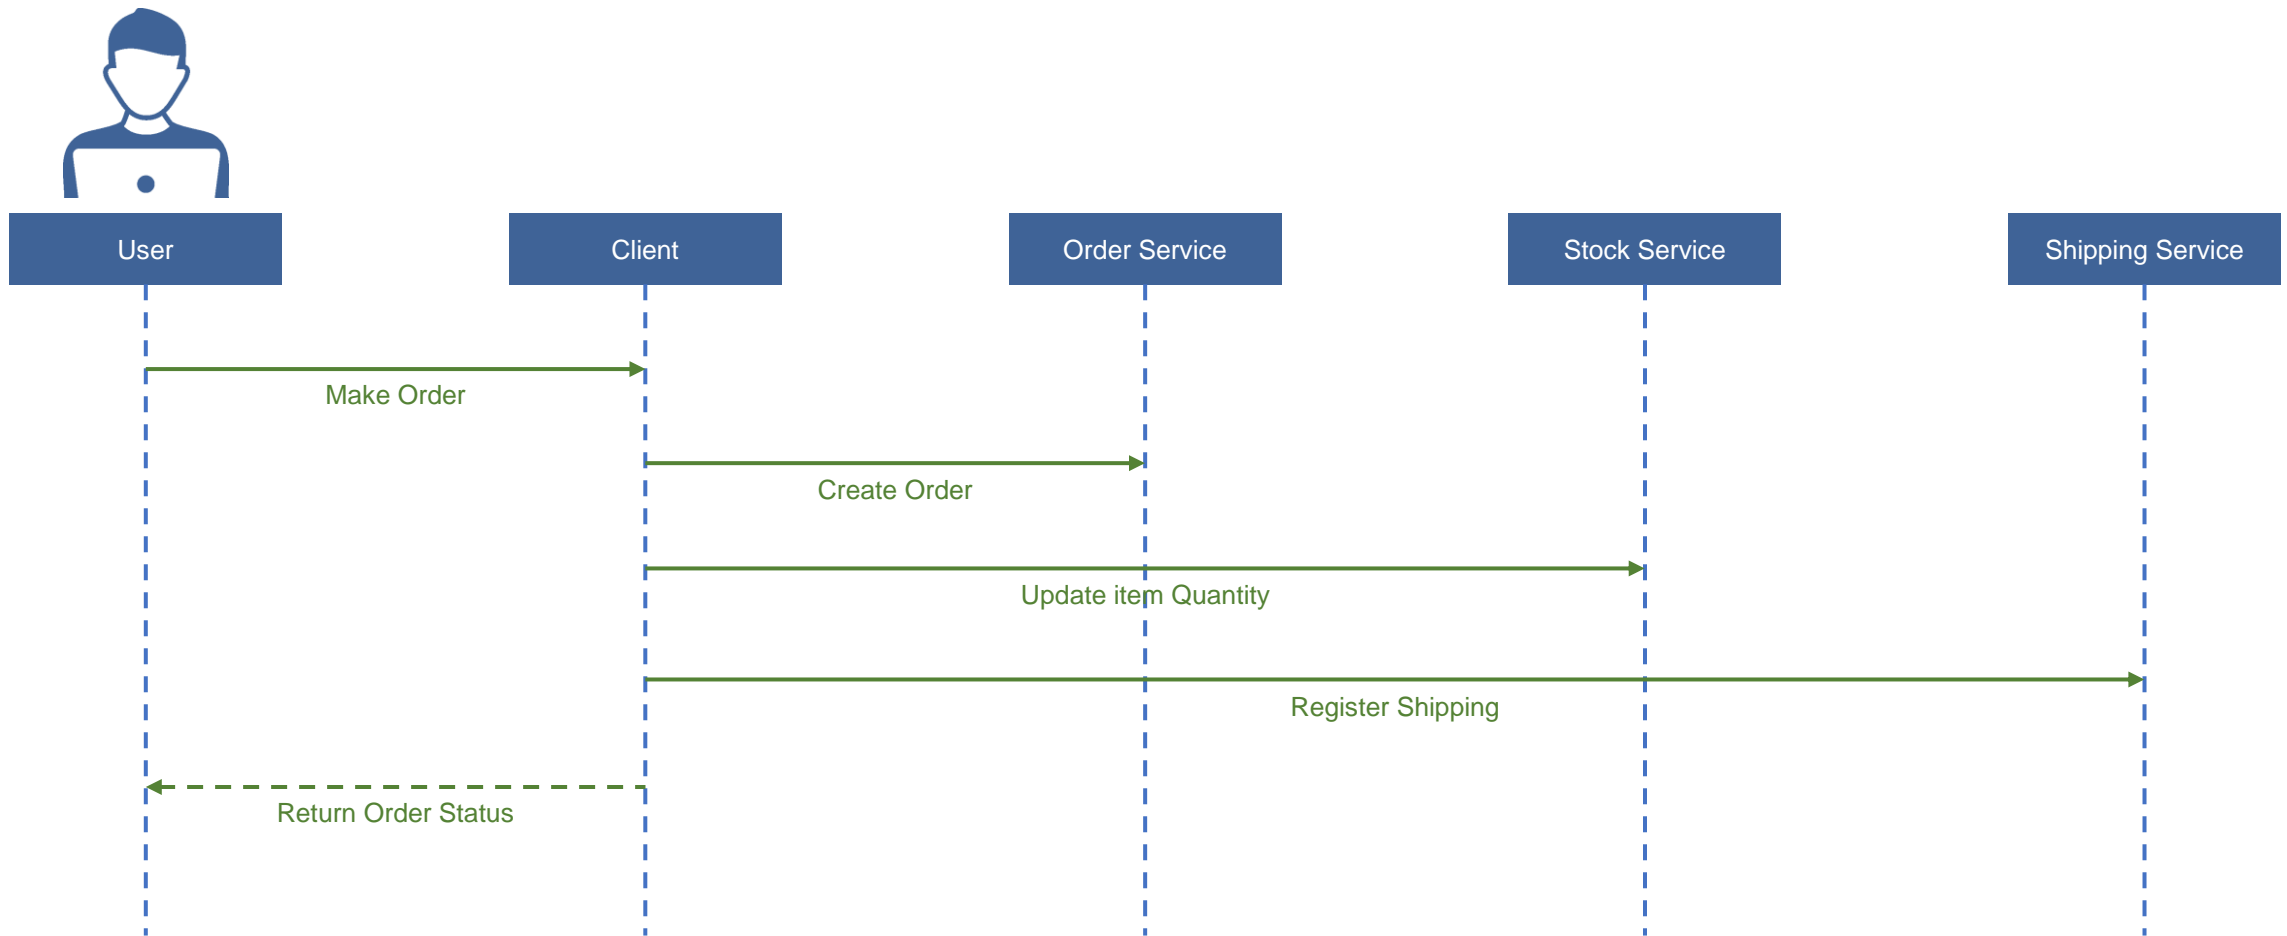 User
Client
Order Service
Stock Service
Shipping Service
Make Order
Create Order
Update item Quantity
Register Shipping
Return Order Status